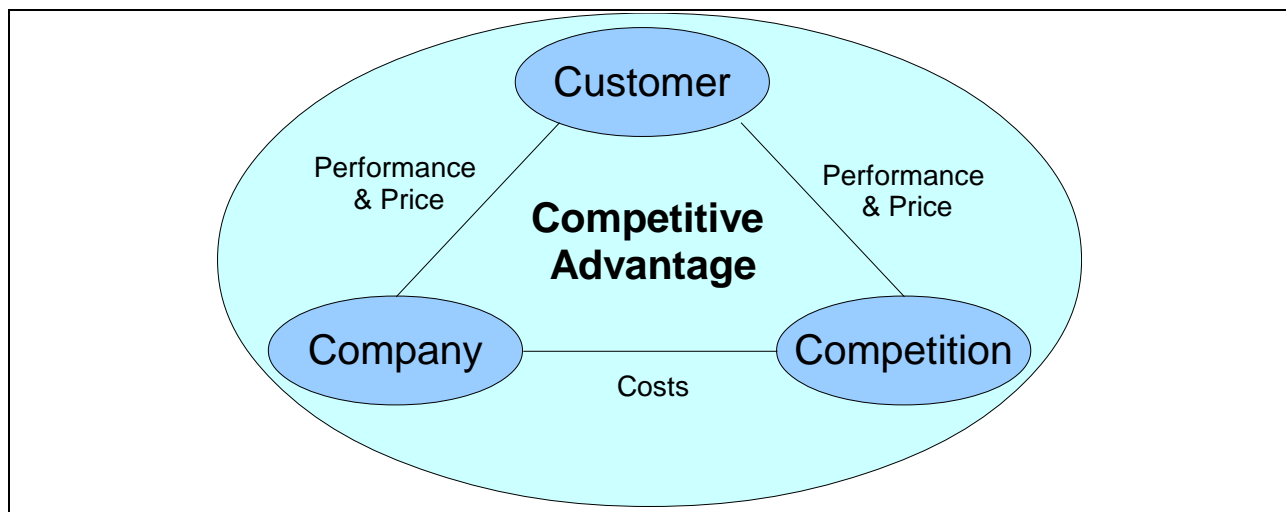 Customer
Performance
& Price
Performance
& Price
Competitive
Advantage
Company
Competition
Costs